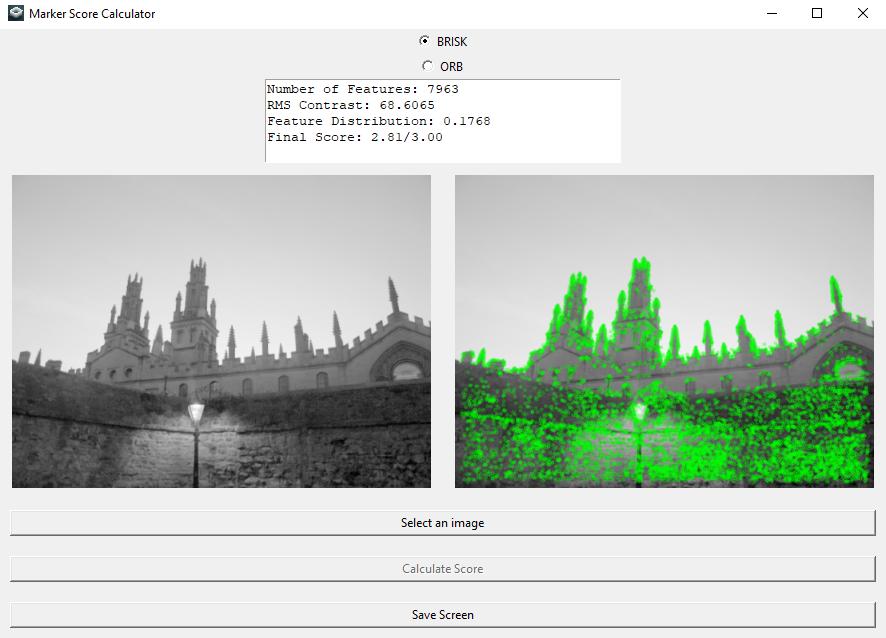 Marker Score Calculator
BRISK
ORB
Number of Features: 7963
RMS Contrast: 68.6065
Feature Distribution: 0.1768
Final Score: 2.81/3.00
Select an image
Calculate Score
Save Screen